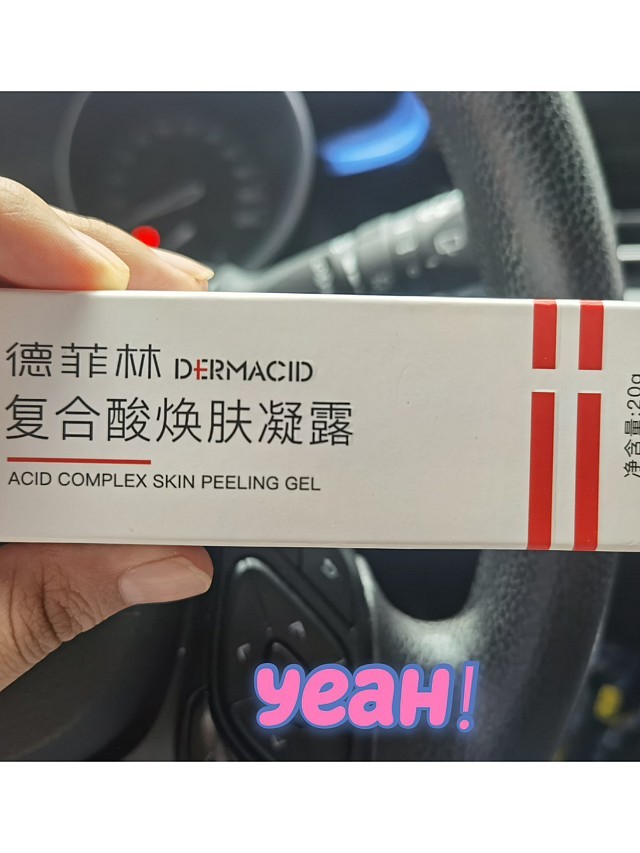 德菲林 DERMACID
复合酸焕肤凝露
ACID COMPLEX SKIN PEELING GEL
净含量:20g
yeah!